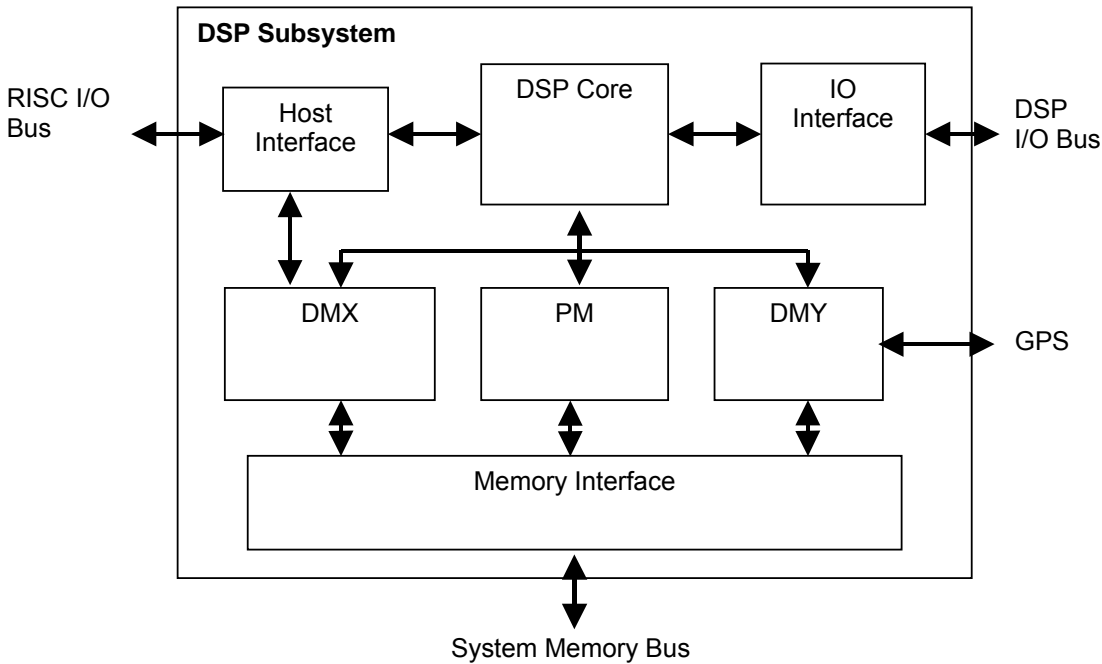 DSP Subsystem
RISC I/O
Bus
Host
Interface
DSP Core
IO
Interface
DSP
I/O Bus
DMX
PM
DMY
GPS
Memory Interface
System Memory Bus